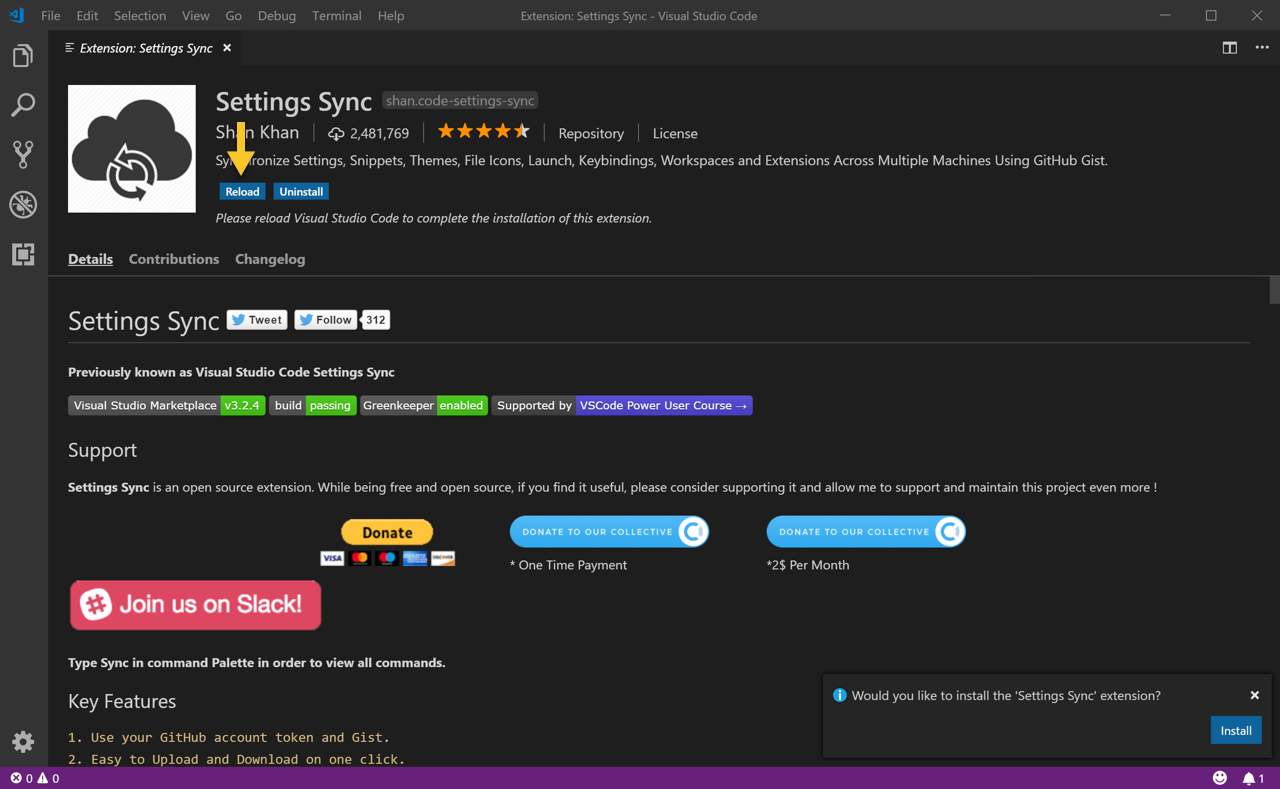 File Edit Selection View Go Debug Terminal Help Extension: Settings Sync - Visual Studio Code
Extension: Settings Sync
Settings Sync shan.code-settings-sync
Shan Khan 2,481,769 Repository License
Synchronize Settings, Snippets, Themes, File Icons, Launch, Keybindings, Workspaces and Extensions Across Multiple Machines Using GitHub Gist.
Reload Uninstall
Please reload Visual Studio Code to complete the installation of this extension.
Details Contributions Changelog
Settings Sync Tweet Follow 312
Previously known as Visual Studio Code Settings Sync
Visual Studio Marketplace v3.2.4 build passing Greenkeeper enabled Supported by VSCode Power User Course →
Support
Settings Sync is an open source extension. While being free and open source, if you find it useful, please consider supporting it and allow me to support and maintain this project even more !
Donate DONATE TO OUR COLLECTIVE DONATE TO OUR COLLECTIVE
VISA DISCOVER
* One Time Payment *2$ Per Month
Join us on Slack!
Type Sync in command Palette in order to view all commands.
Key Features
1. Use your GitHub account token and Gist.
2. Easy to Upload and Download on one click.
Would you like to install the 'Settings Sync' extension?
Install
0 0 1